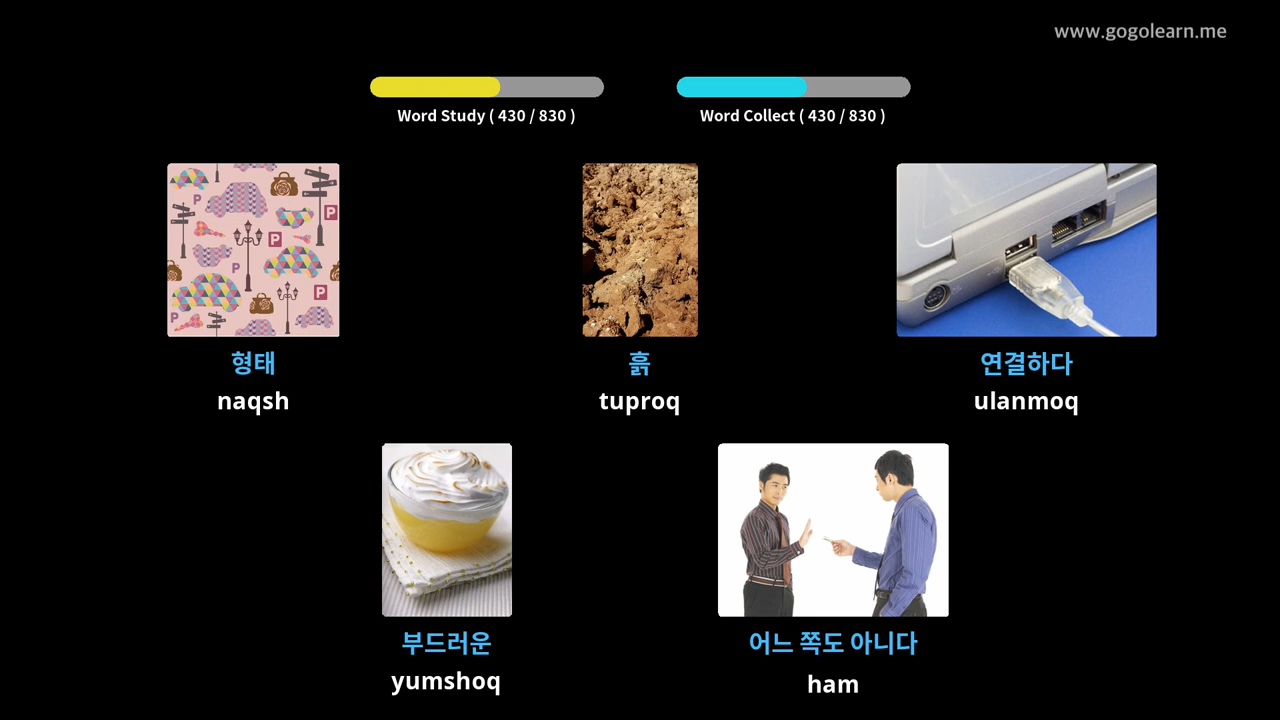 www.gogolearn.me
Word Study ( 430 / 830 )
Word Collect ( 430 / 830 )
P
P
P
P
P
P
형태
naqsh
흙
tuproq
연결하다
ulanmoq
부드러운
yumshoq
어느 쪽도 아니다
ham